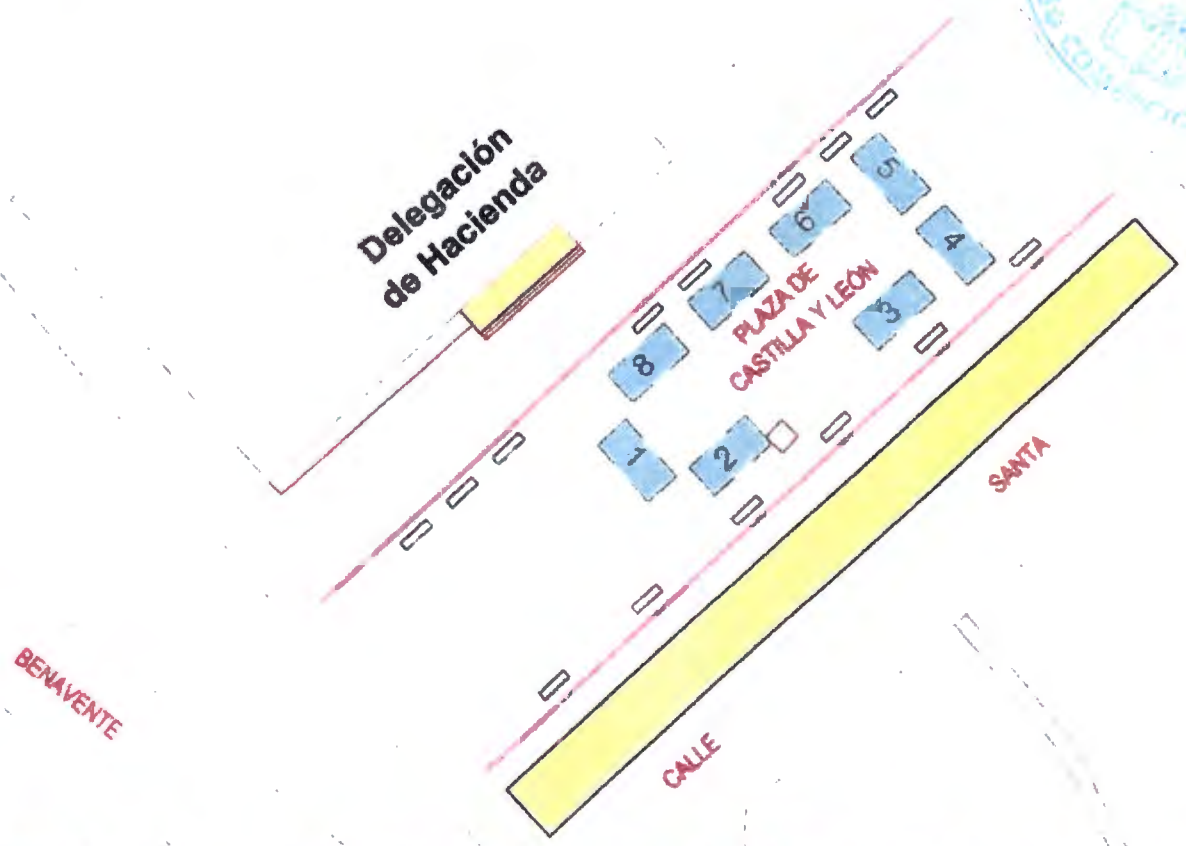 Delegación
de Hacienda
5
6
4
7
PLAZA DE
CASTILLA Y LEÓN
3
8
1
2
SANTA
BENAVENTE
CALLE